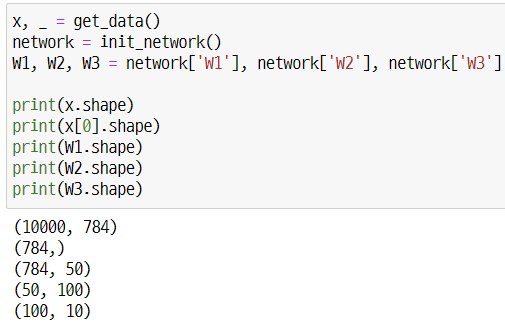 x, _ = get_data()
network = init_network()
W1, W2, W3 = network['W1'], network['W2'], network['W3']
print(x.shape)
print(x[0].shape)
print(W1.shape)
print(W2.shape)
print(W3.shape)
(10000, 784)
(784,)
(784, 50)
(50, 100)
(100, 10)